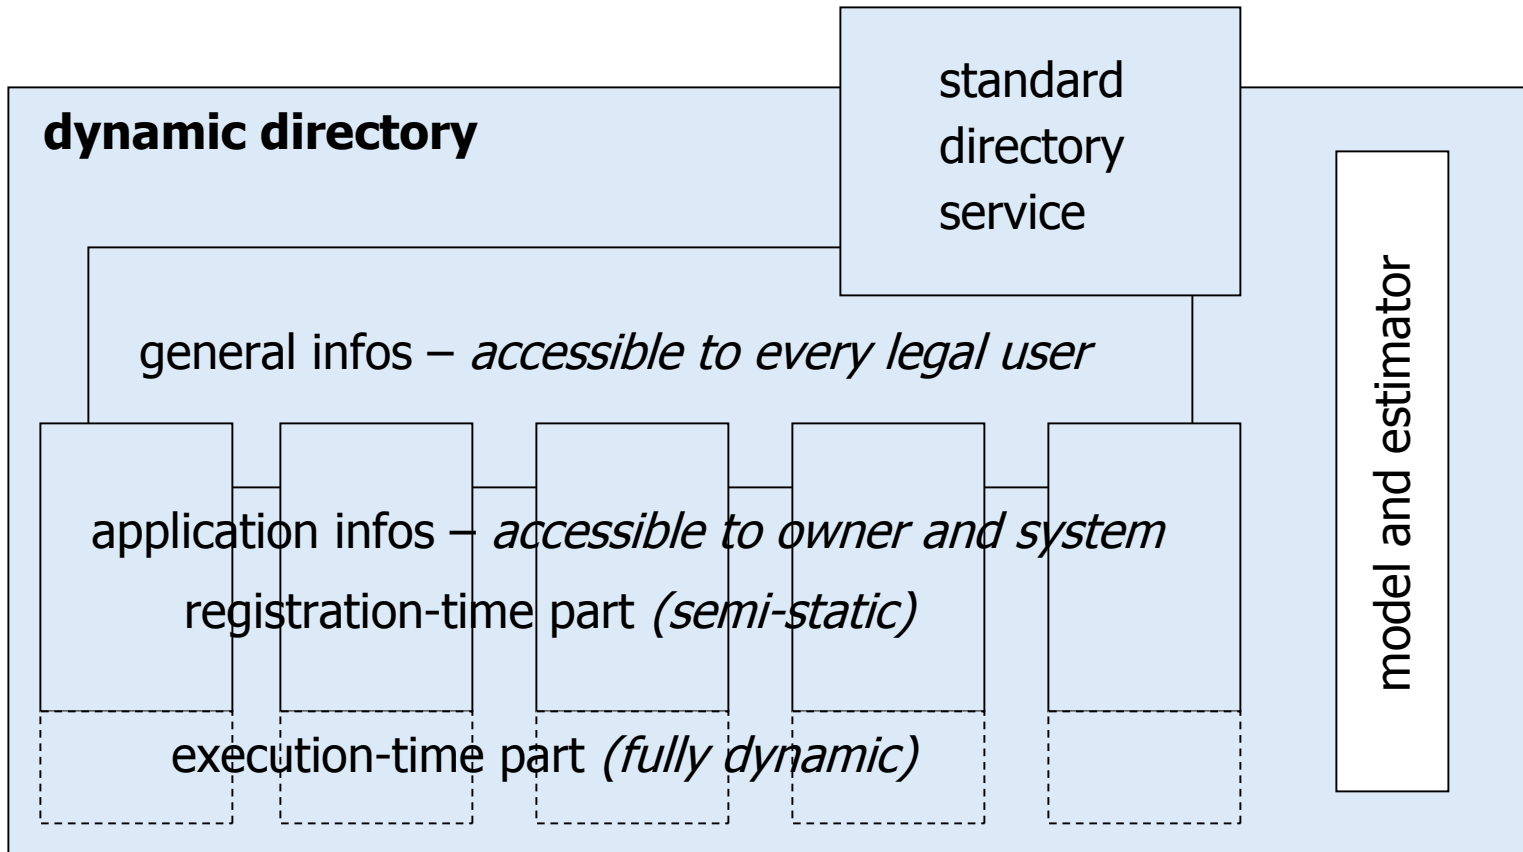 standard
directory
service
dynamic directory
general infos – accessible to every legal user
application infos – accessible to owner and system
registration-time part (semi-static)
execution-time part (fully dynamic)
model and estimator